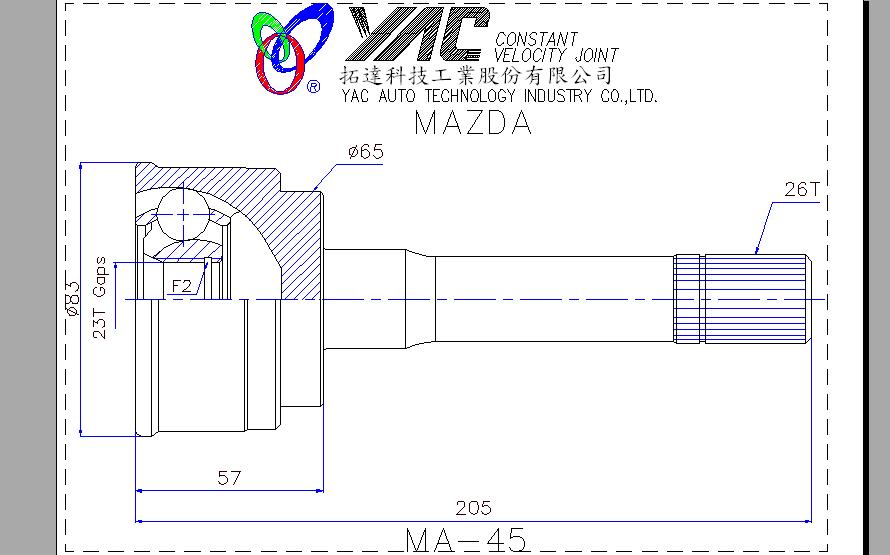 YAC CONSTANT
VELOCITY JOINT
拓達科技工業股份有限公司
®
YAC AUTO TECHNOLOGY INDUSTRY CO.,LTD.
MAZDA
ø65
26T
ø83
23T Gaps
F2
57
205
MA-45